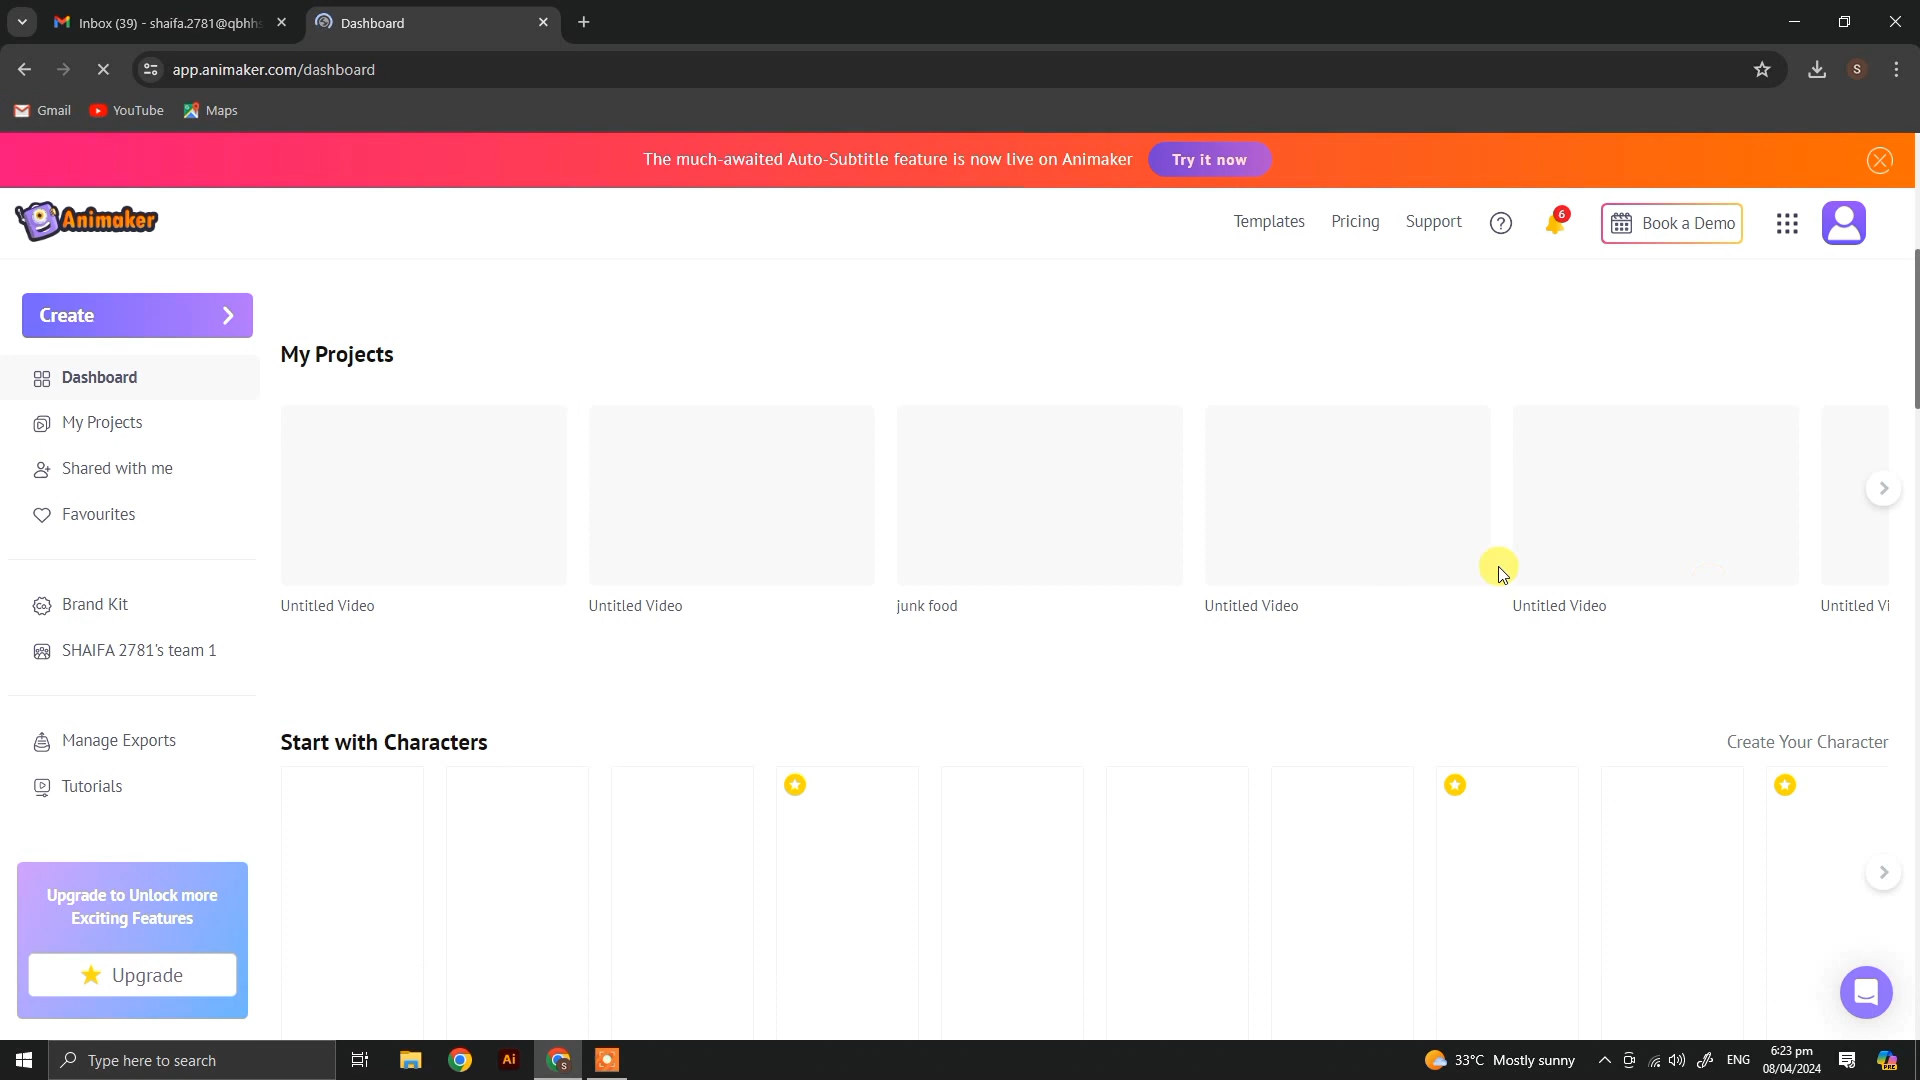 Inbox (39) - shaifa.2781@qbhh
Dashboard
app.animaker.com/dashboard
S
Gmail
YouTube
Maps
The much-awaited Auto-Subtitle feature is now live on Animaker
Try it now
Animaker
Templates
Pricing
Support
6
Book a Demo
Create
Dashboard
My Projects
Shared with me
Favourites
Brand Kit
SHAIFA 2781's team 1
Manage Exports
Tutorials
Upgrade to Unlock more
Exciting Features
Upgrade
My Projects
Untitled Video
Untitled Video
junk food
Untitled Video
Untitled Video
Untitled Vi
Start with Characters
Create Your Character
Type here to search
Ai
33°C Mostly sunny
ENG
6:23 pm
08/04/2024